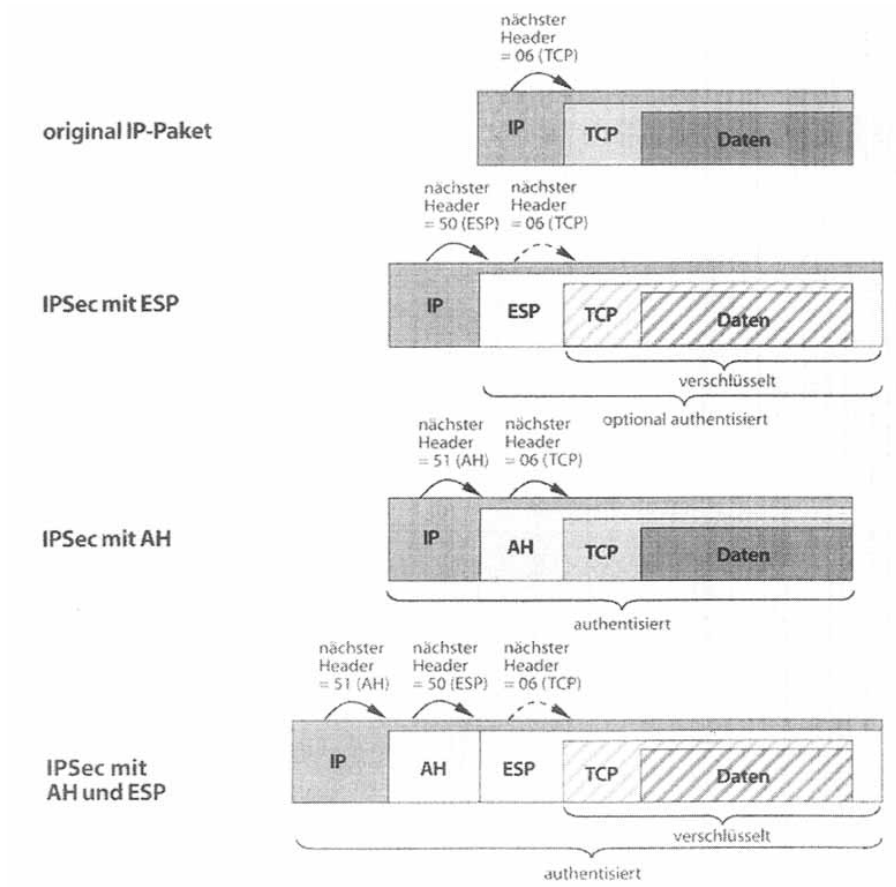 nächster
Header
= 06 (TCP)
original IP-Paket
IP
TCP
Daten
nächster
Header
= 50 (ESP)
nächster
Header
= 06 (TCP)
IPSec mit ESP
IP
ESP
TCP
Daten
verschlüsselt
optional authentisiert
nächster
Header
= 51 (AH)
nächster
Header
= 06 (TCP)
IPSec mit AH
IP
AH
TCP
Daten
authentisiert
nächster
Header
= 51 (AH)
nächster
Header
= 50 (ESP)
nächster
Header
= 06 (TCP)
IPSec mit
AH und ESP
IP
AH
ESP
TCP
Daten
verschlüsselt
authentisiert